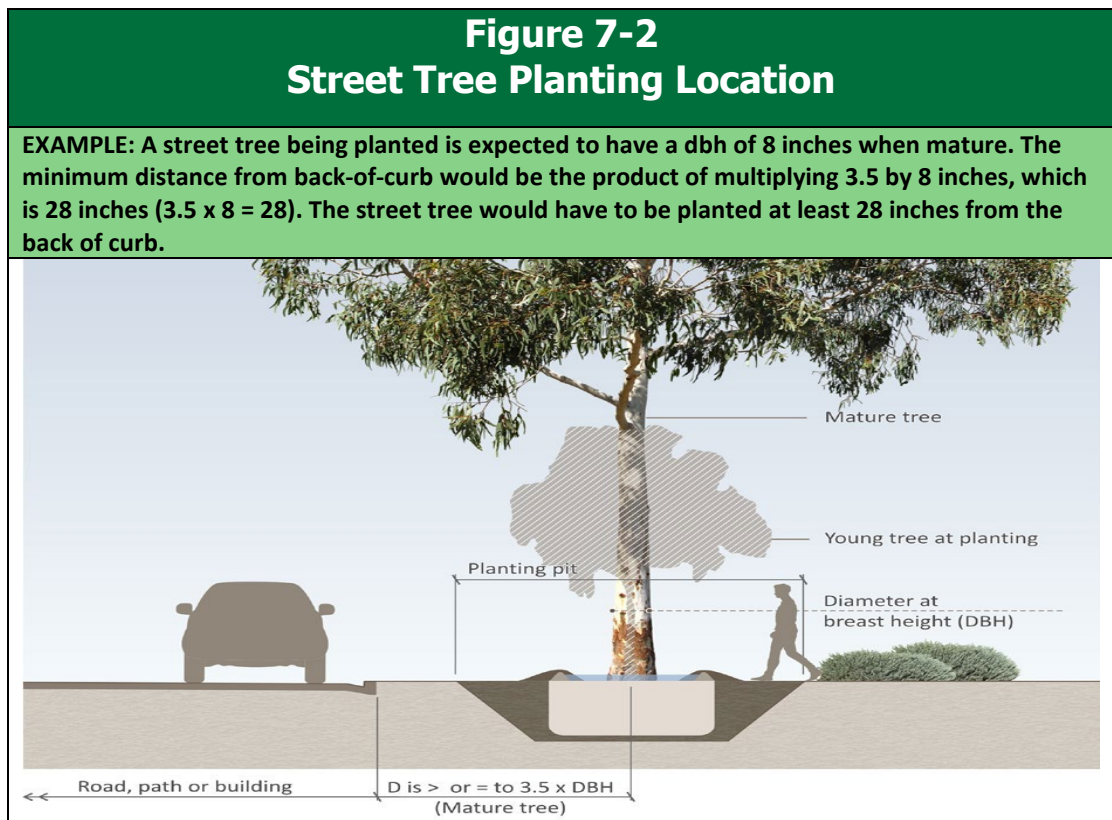 Figure 7-2
Street Tree Planting Location
EXAMPLE: A street tree being planted is expected to have a dbh of 8 inches when mature. The
minimum distance from back-of-curb would be the product of multiplying 3.5 by 8 inches, which
is 28 inches (3.5 x 8 = 28). The street tree would have to be planted at least 28 inches from the
back of curb.
Mature tree
Young tree at planting
Planting pit
Diameter at
breast height (DBH)
Road, path or building
D is > or = to 3.5 x DBH
(Mature tree)